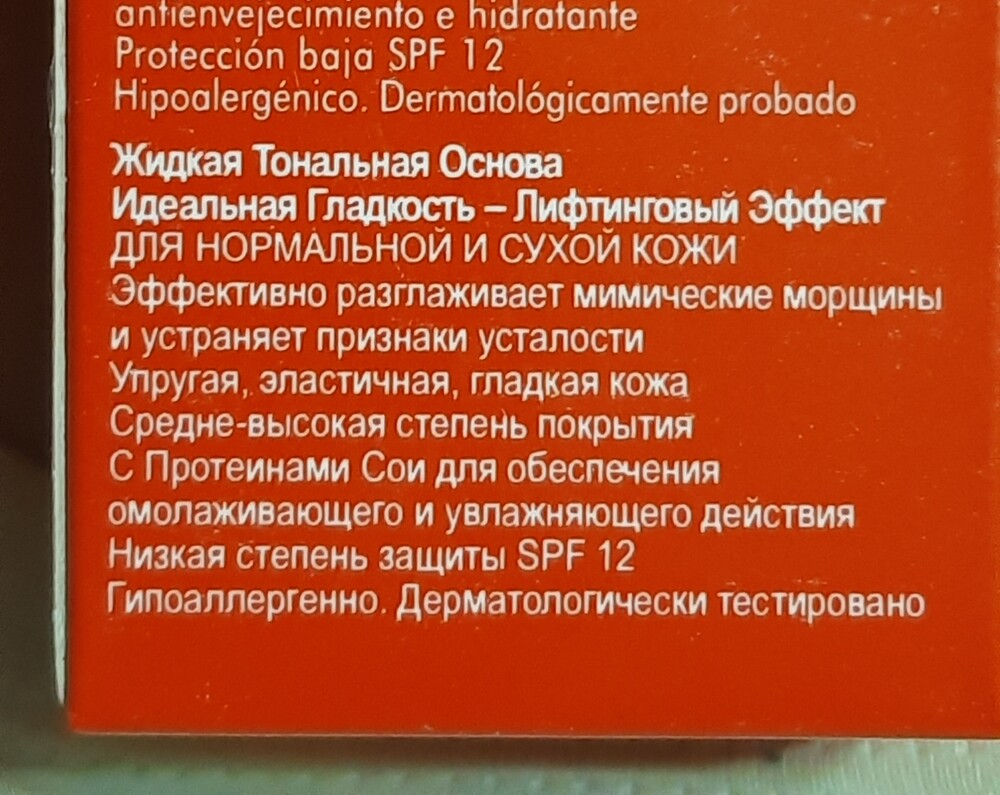 antienvejecimiento e hidratante
Protección baja SPF 12
Hipoalergénico. Dermatológicamente probado
Жидкая Тональная Основа
Идеальная Гладкость – Лифтинговый Эффект
ДЛЯ НОРМАЛЬНОЙ И СУХОЙ КОЖИ
Эффективно разглаживает мимические морщины
и устраняет признаки усталости
Упругая, эластичная, гладкая кожа
Средне-высокая степень покрытия
С Протеинами Сои для обеспечения
омолаживающего и увлажняющего действия
Низкая степень защиты SPF 12
Гипоаллергенно. Дерматологически тестировано